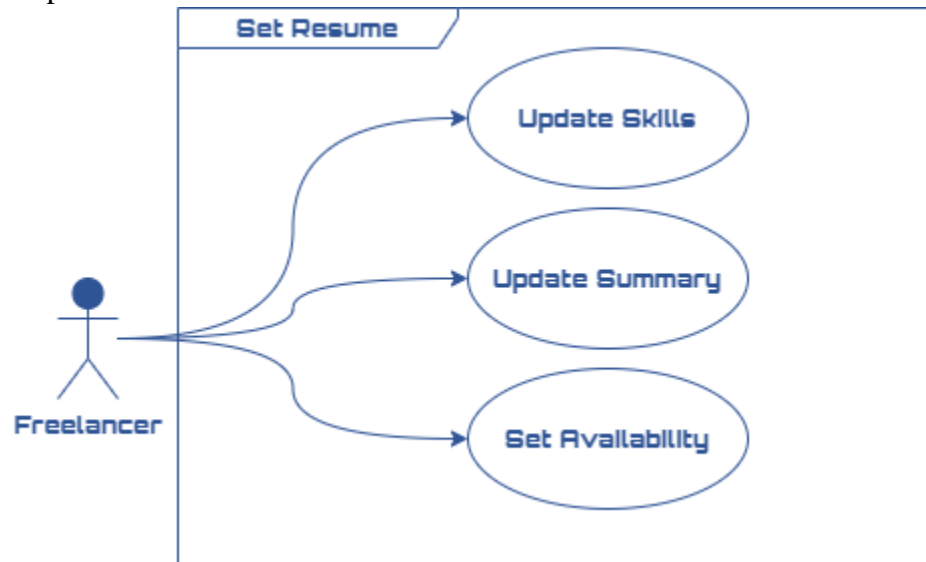 Set Resume
Update Skills
Update Summary
Freelancer
Set Availability